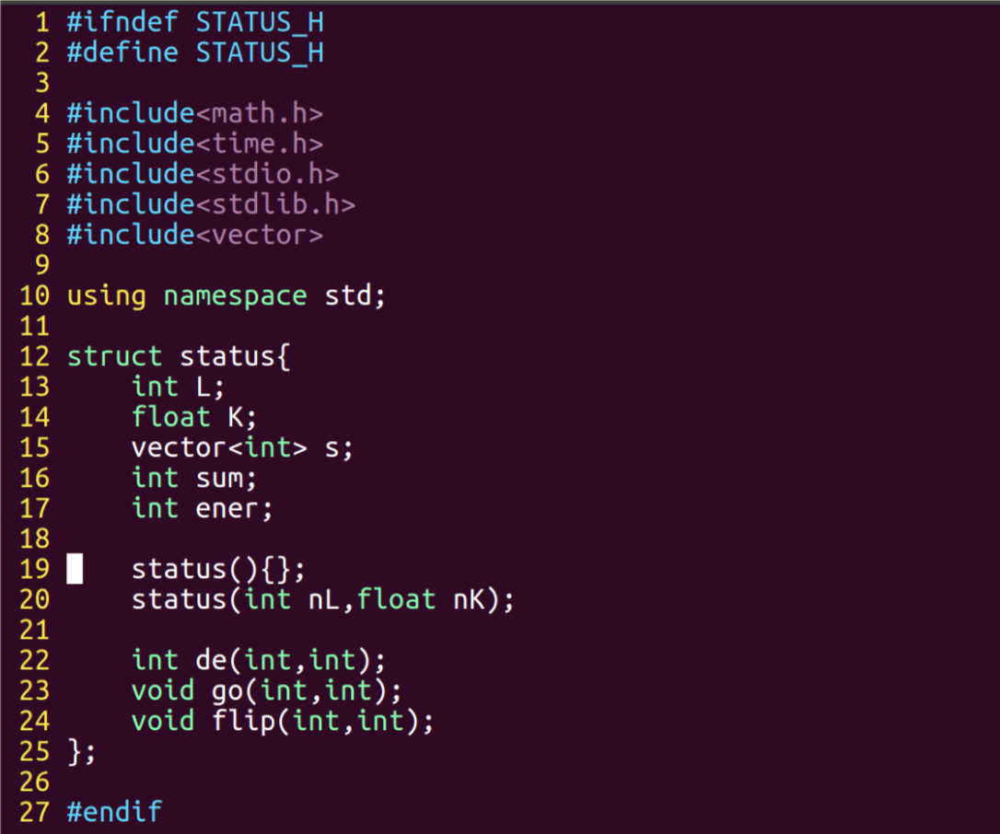 1 #ifndef STATUS_H
2 #define STATUS_H
3
4 #include<math.h>
5 #include<time.h>
6 #include<stdio.h>
7 #include<stdlib.h>
8 #include<vector>
9
10 using namespace std;
11
12 struct status{
13     int L;
14     float K;
15     vector<int> s;
16     int sum;
17     int ener;
18
19     status(){};
20     status(int nL,float nK);
21
22     int de(int,int);
23     void go(int,int);
24     void flip(int,int);
25 };
26
27 #endif